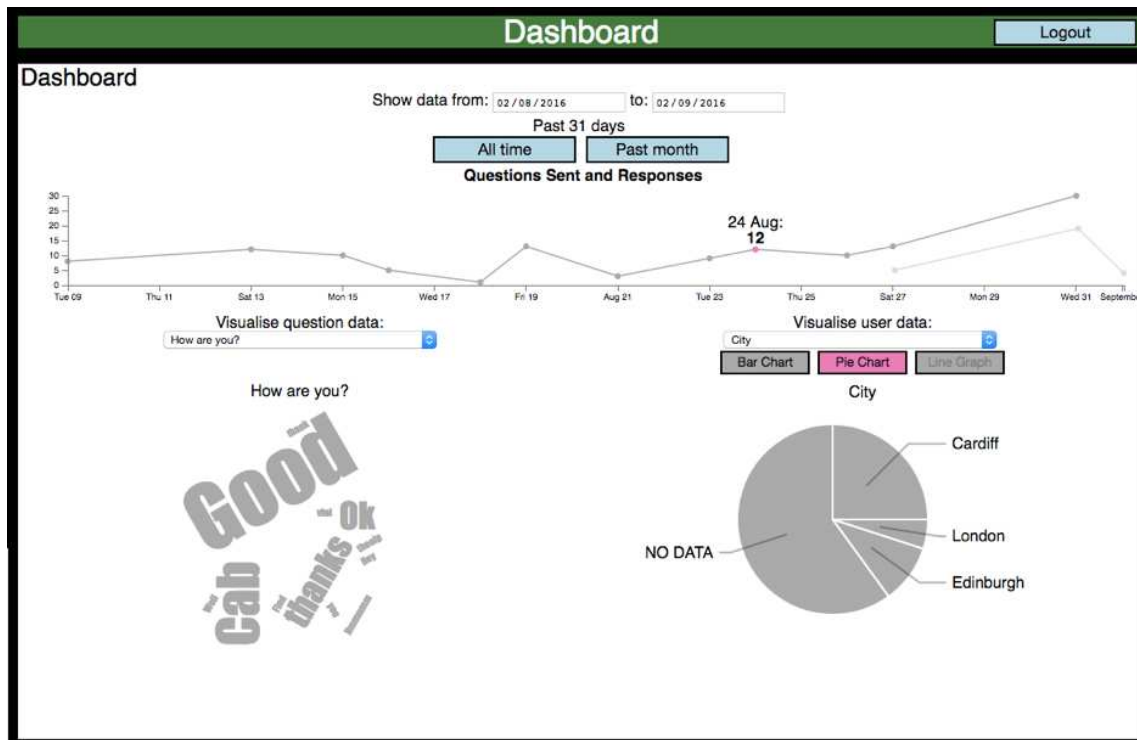 Dashboard
Logout
Dashboard
Show data from: 02/08/2016 to: 02/09/2016
Past 31 days
All time Past month
Questions Sent and Responses
30
25
20
15
10
5
0
24 Aug:
12
Tue 09 Thu 11 Sat 13 Mon 15 Wed 17 Fri 19 Aug 21 Tue 23 Thu 25 Sat 27 Mon 29 Wed 31 Septemb
Visualise question data:
How are you?
Visualise user data:
City
Bar Chart Pie Chart Line Graph
How are you?
Good
Ok
thanks
cab
City
Cardiff
London
Edinburgh
NO DATA